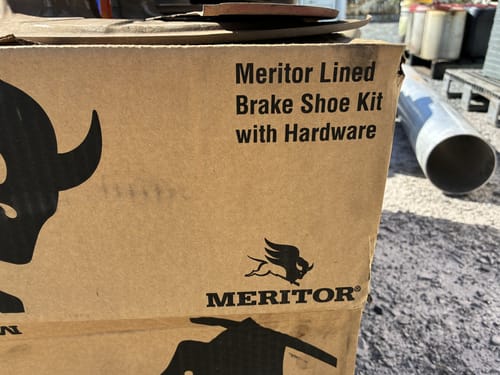 Meritor Lined
Brake Shoe Kit
with Hardware
MERITOR®
M